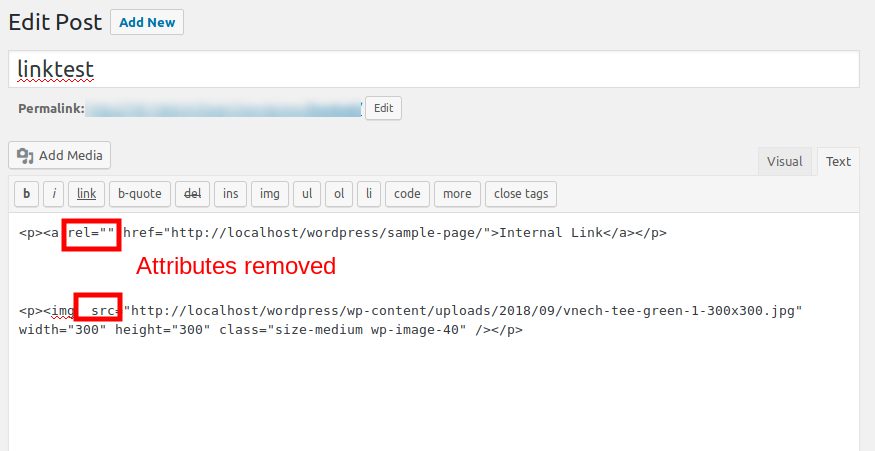 Edit Post Add New
linktest
Permalink: / Edit
Add Media
Visual Text
b i link b-quote del ins img ul ol li code more close tags
<p><a rel="" href="http://localhost/wordpress/sample-page/">Internal Link</a></p>
Attributes removed
<p><img src="http://localhost/wordpress/wp-content/uploads/2018/09/vnech-tee-green-1-300x300.jpg"
width="300" height="300" class="size-medium wp-image-40" /></p>